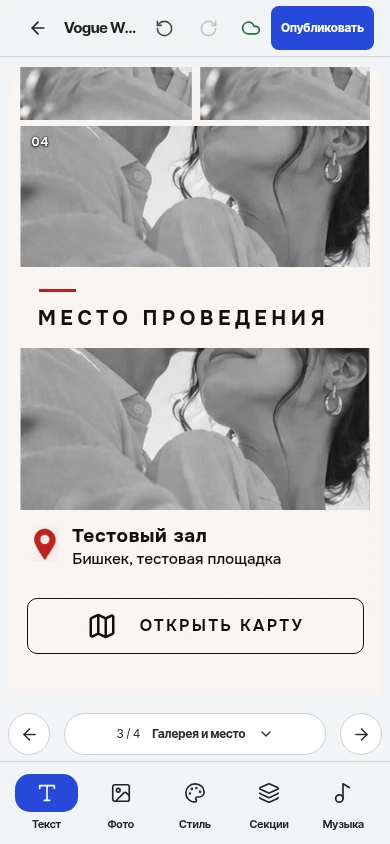 Vogue W...
Опубликовать
04
МЕСТО ПРОВЕДЕНИЯ
Тестовый зал
Бишкек, тестовая площадка
ОТКРЫТЬ КАРТУ
3 / 4 Галерея и место
Текст
Фото
Стиль
Секции
Музыка